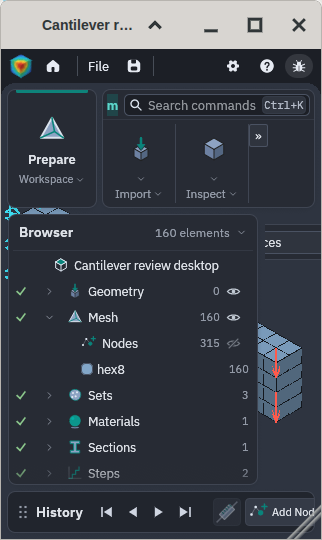 Cantilever r...
File
m Search commands Ctrl+K
Prepare
Workspace
Import
Inspect
»
Browser 160 elements
ces
Cantilever review desktop
Geometry 0
Mesh 160
Nodes 315
hex8 160
Sets 3
Materials 1
Sections 1
Steps 2
History
Add Nod